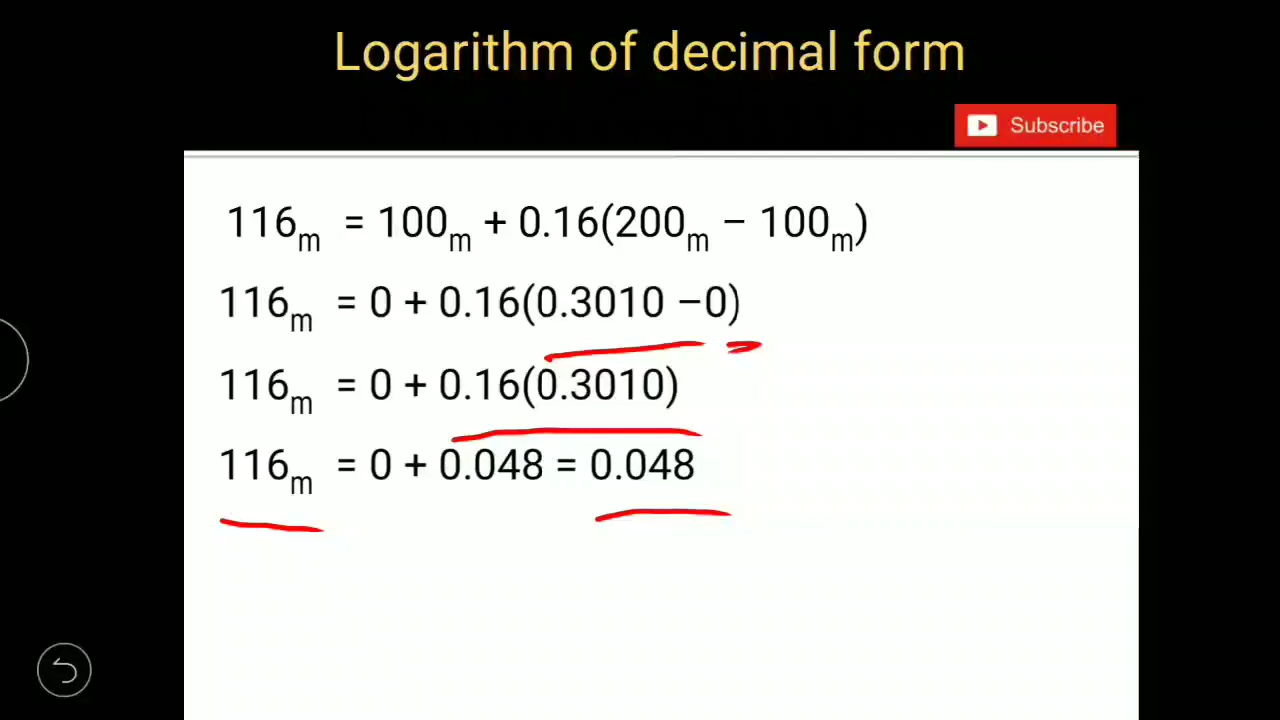 Logarithm of decimal form
Subscribe
116m = 100m + 0.16(200m − 100m)
116m = 0 + 0.16(0.3010 −0)
116m = 0 + 0.16(0.3010)
116m = 0 + 0.048 = 0.048